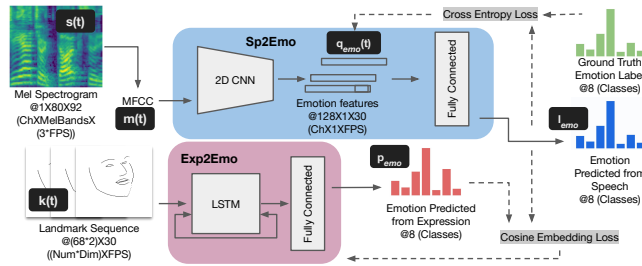 s(t)
Mel Spectrogram
@1X80X92
(ChXMelBandsX
(3*FPS))
MFCC
m(t)
Sp2Emo
2D CNN
q_emo(t)
Emotion features
@128X1X30
(ChX1XFPS)
Fully Connected
Cross Entropy Loss
Ground Truth
Emotion Label
@8 (Classes)
l_emo
Emotion
Predicted from
Speech
@8 (Classes)
k(t)
Landmark Sequence
@(68*2)X30
((Num*Dim)XFPS)
Exp2Emo
LSTM
Fully Connected
p_emo
Emotion Predicted
from Expression
@8 (Classes)
Cosine Embedding Loss